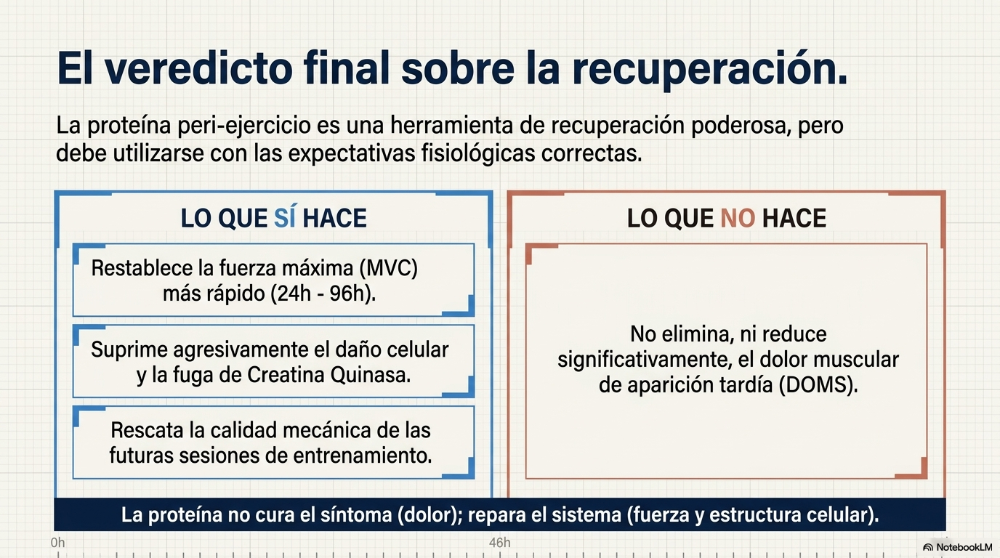 El veredicto final sobre la recuperación.
La proteína peri-ejercicio es una herramienta de recuperación poderosa, pero
debe utilizarse con las expectativas fisiológicas correctas.
LO QUE SÍ HACE
Restablece la fuerza máxima (MVC)
más rápido (24h - 96h).
Suprime agresivamente el daño celular
y la fuga de Creatina Quinasa.
Rescata la calidad mecánica de las
futuras sesiones de entrenamiento.
LO QUE NO HACE
No elimina, ni reduce
significativamente, el dolor muscular
de aparición tardía (DOMS).
La proteína no cura el síntoma (dolor); repara el sistema (fuerza y estructura celular).
0h
46h
NotebookLM